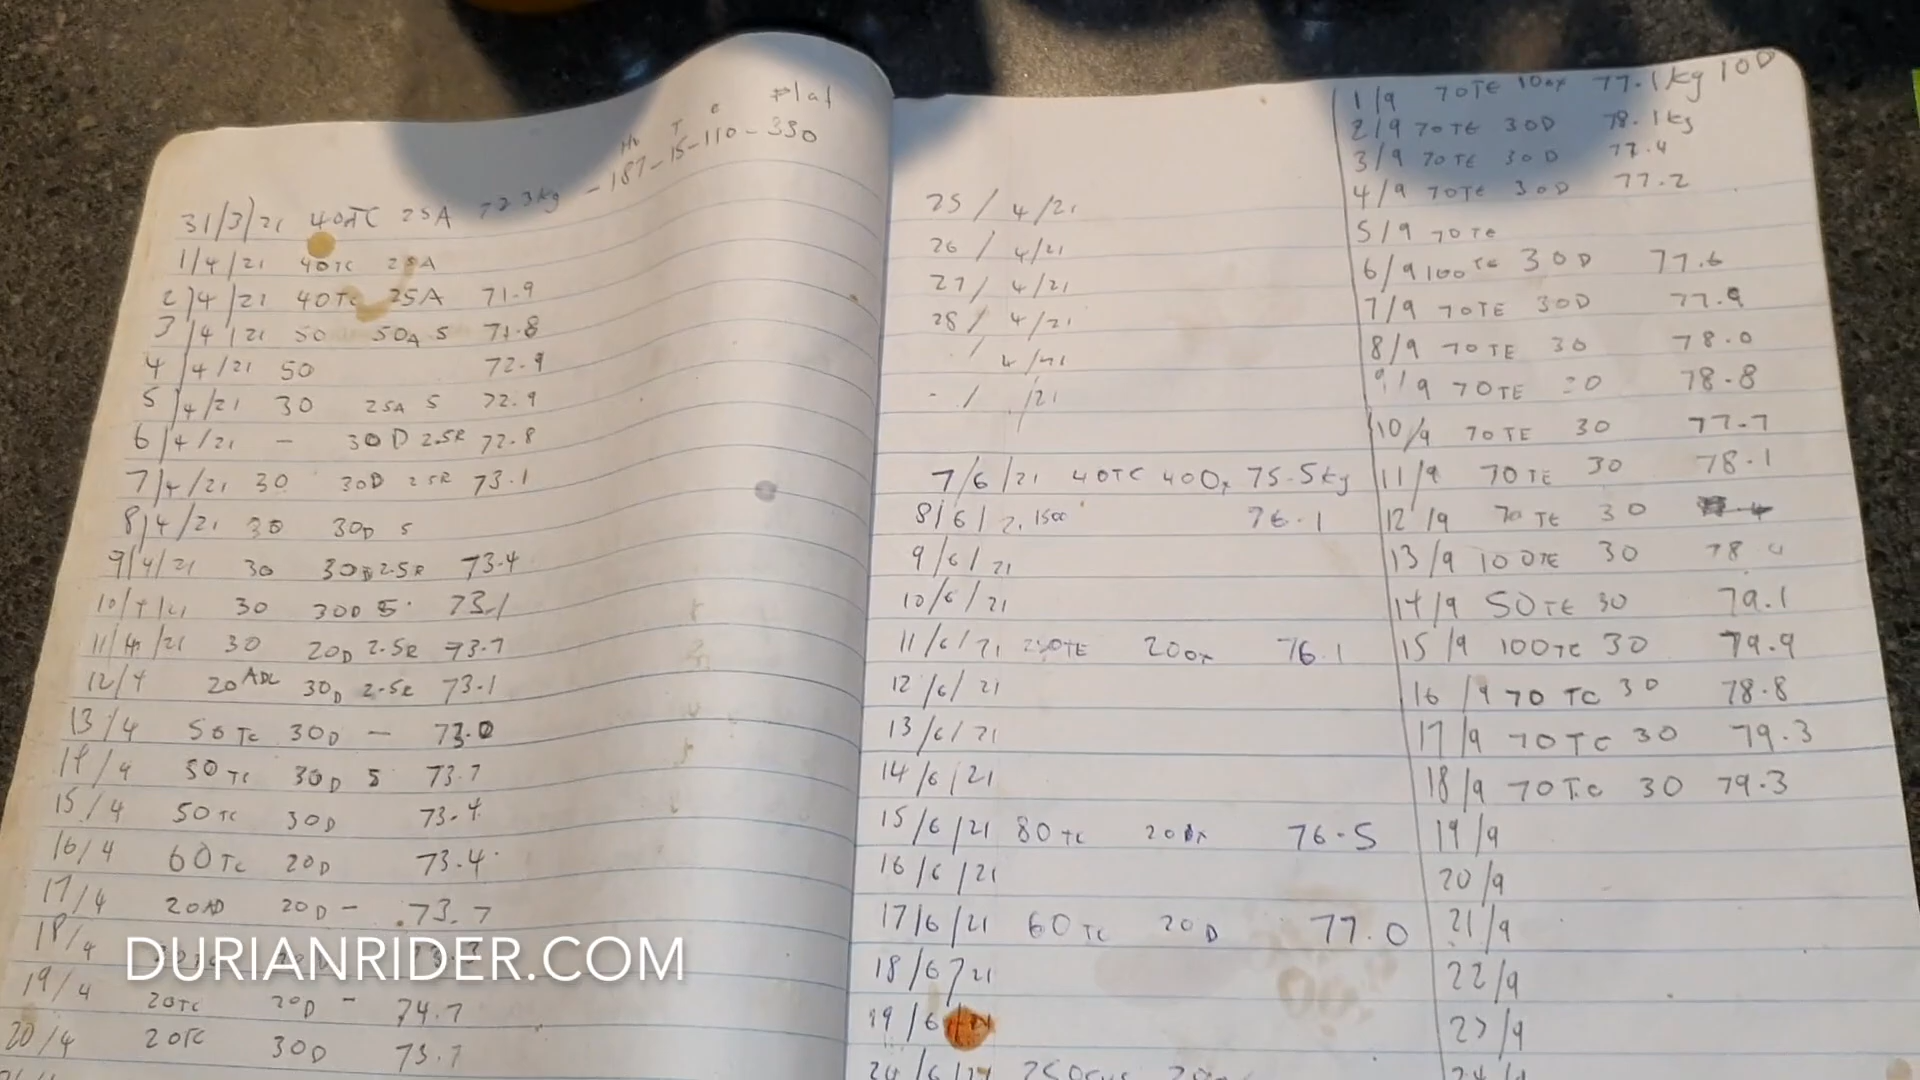 plat
Hb T e
31/3/21 40TC 25A 72.3kg - 187-15-110-330
1/4/21 40TC 25A
2/4/21 40TC 25A 71.9
3/4/21 50 50A 5 71.8
4/4/21 50 72.9
5/4/21 30 25A 5 72.9
6/4/21 - 30D 2.5R 72.8
7/4/21 30 30D 2.5R 73.1
8/4/21 30 30D 5
9/4/21 30 30D 2.5R 73.4
10/4/21 30 30D 5 73.1
11/4/21 30 20D 2.5R 73.7
12/4 20ADE 30D 2.5R 73.1
13/4 50TC 30D - 73.0
14/4 50TC 30D 5 73.7
15/4 50TC 30D 73.4
16/4 60TC 20D 73.4
17/4 20AD 20D - 73.7
18/4
19/4 20TC 20D - 74.7
20/4 20TC 30D 73.7
25/4/21
26/4/21
27/4/21
28/4/21
/4/21
- / /21
7/6/21 40TC 40Ox 75.5kg
8/6/2, 1500 76.1
9/6/21
10/6/21
11/6/21 20ox 76.1
12/6/21
13/6/21
14/6/21
15/6/21 80TC 76.5
16/6/21
17/6/21 60TC 20D 77.0
18/6/21
19/6
1/9 70TE 10ox 77.1kg 10D
2/9 70TE 30D 78.1kg
3/9 70TE 30D 77.4
4/9 70TE 30D 77.2
5/9 70TE
6/9 100TE 30D 77.6
7/9 70TE 30D 77.9
8/9 70TE 30 78.0
9/9 70TE 30 78.8
10/9 70TE 30 77.7
11/9 70TE 30 78.1
12/9 70TE 30
13/9 100TE 30 78
14/9 50TE 30 79.1
15/9 100TC 30 79.9
16/9 70TC 30 78.8
17/9 70TC 30 79.3
18/9 70TC 30 79.3
19/9
20/9
21/9
22/9
23/9
DURIANRIDER.COM